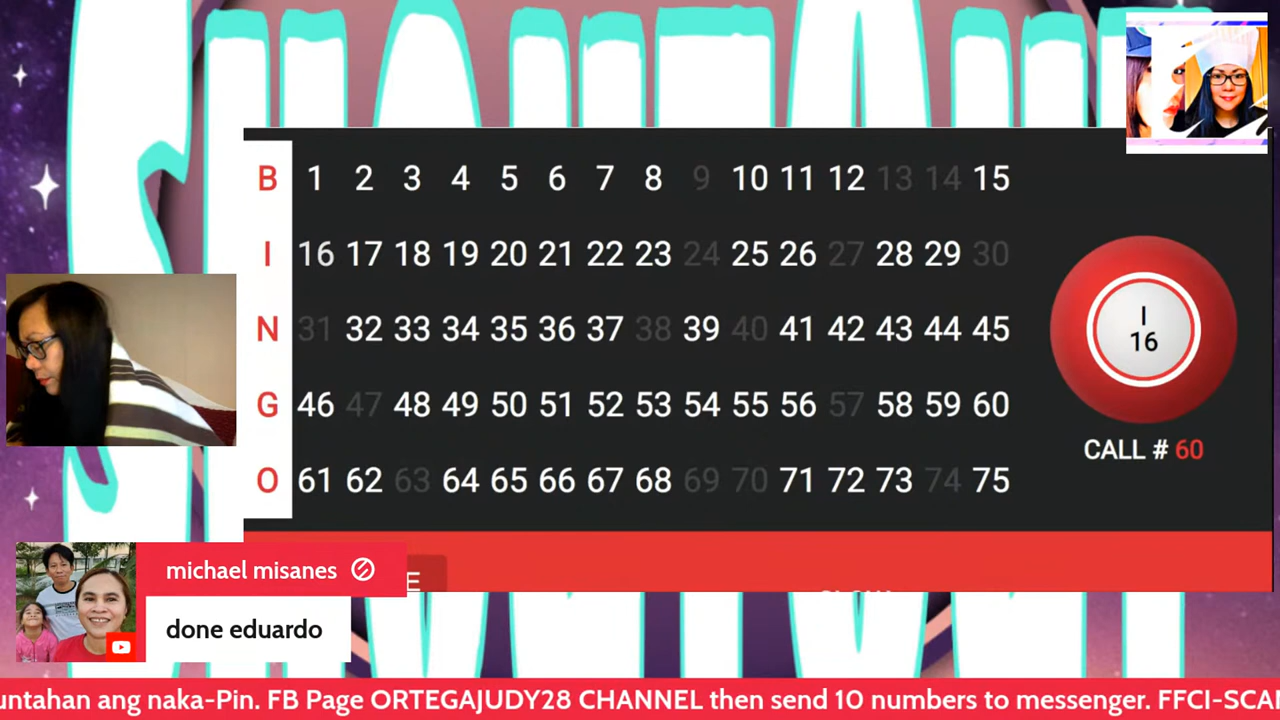 B 1 2 3 4 5 6 7 8 9 10 11 12 13 14 15
I 16 17 18 19 20 21 22 23 24 25 26 27 28 29 30
N 31 32 33 34 35 36 37 38 39 40 41 42 43 44 45
G 46 47 48 49 50 51 52 53 54 55 56 57 58 59 60
O 61 62 63 64 65 66 67 68 69 70 71 72 73 74 75
I
16
CALL # 60
michael misanes
done eduardo
untahan ang naka-Pin. FB Page ORTEGAJUDY28 CHANNEL then send 10 numbers to messenger. FFCI-SCA